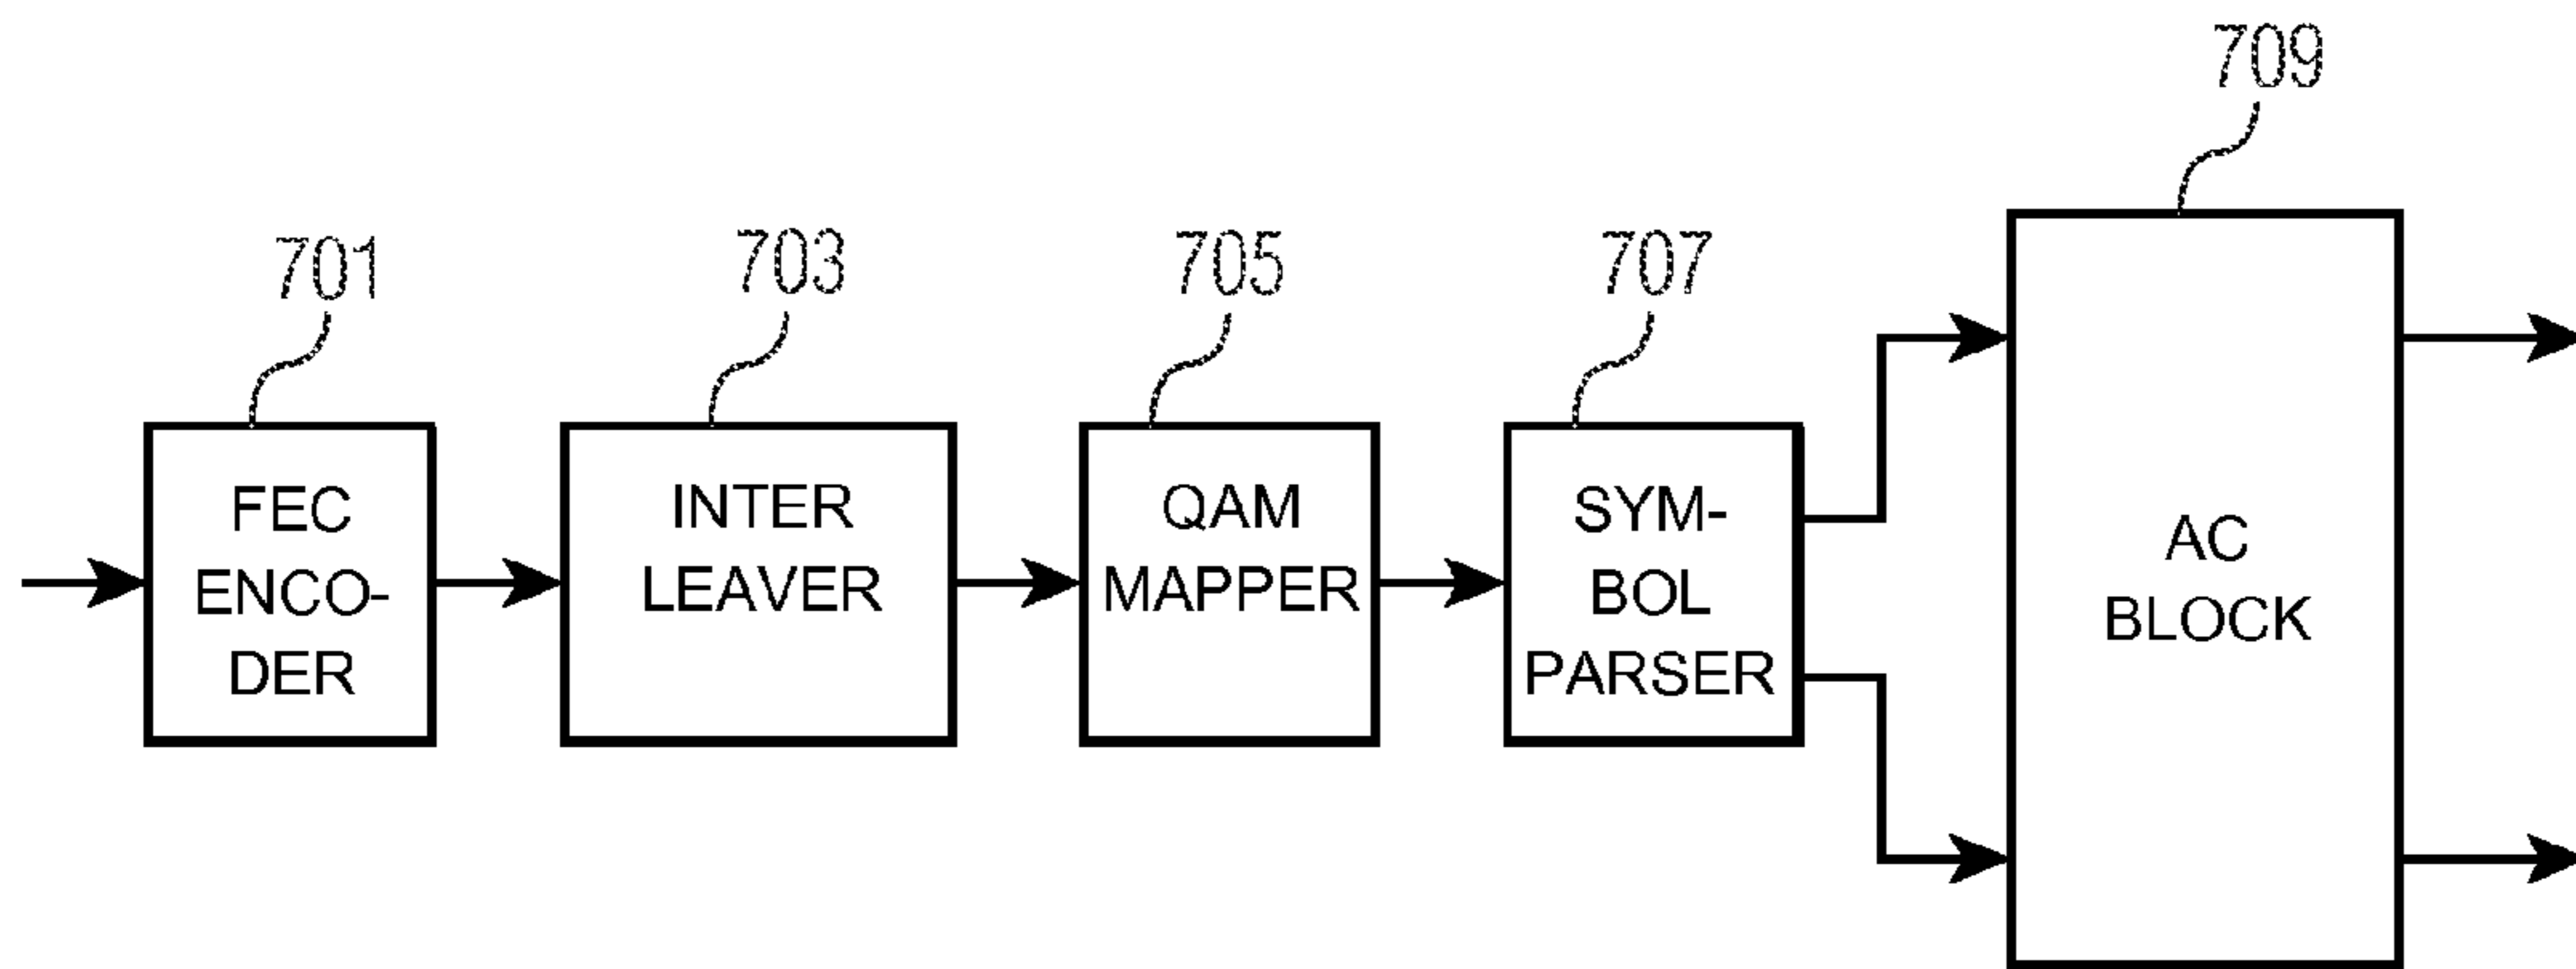 709
701
703
705
707
FEC
ENCO-
DER
INTER
LEAVER
QAM
MAPPER
SYM-
BOL
PARSER
AC
BLOCK